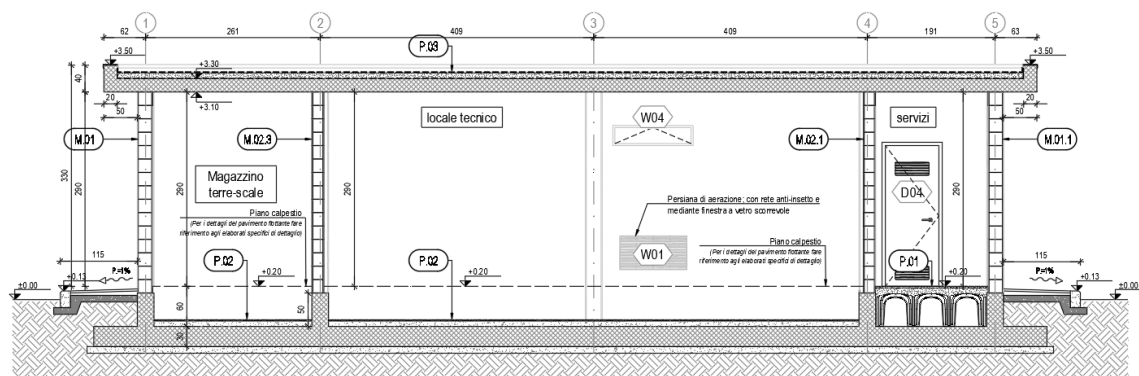 1 2 3 4 5
62 261 409 409 191 63
P.03
+3.50 +3.50
40
+3.30
+3.10
20 20
50 50
M.01 M.02.3 locale tecnico W04 M.02.1 servizi M.01.1
330 290 290 290 290
Magazzino
terre-scale
D04
Persiana di aerazione; con rete anti-insetto e
mediante finestra a vetro scorrevole
Piano calpestio
(Per i dettagli del pavimento flottante fare
riferimento agli elaborati specifici di dettaglio)
W01
Piano calpestio
(Per i dettagli del pavimento flottante fare
riferimento agli elaborati specifici di dettaglio)
115 P.02 P.02 P.01 115
P.=1% P.=1%
+0.13 +0.20 +0.20 +0.20 +0.13
±0.00 ±0.00
60 50
30